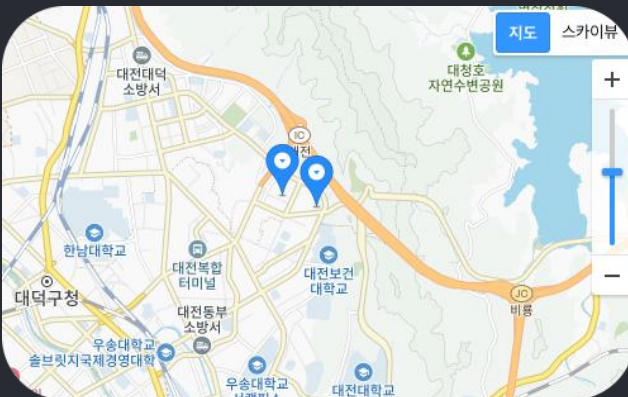 지도
스카이뷰
대청호
자연수변공원
대전대덕
소방서
IC
대전
한남대학교
대전복합
터미널
대전보건
대학교
대덕구청
JC
비룡
대전동부
소방서
우송대학교
솔브릿지국제경영대학
우송대학교
대전대학교